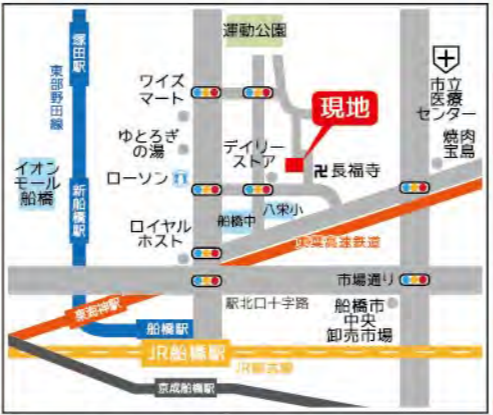 運動公園
塚田駅
東部野田線
ワイズ
マート
市立
医療
センター
現地
ゆとろぎ
の湯
デイリー
ストア
焼肉
宝島
卍長福寺
イオン
モール
船橋
ローソン
新船橋駅
船橋中
八栄小
ロイヤル
ホスト
東葉高速鉄道
市場通り
東海神駅
駅北口十字路
船橋市
中央
卸売市場
船橋駅
JR船橋駅
JR総武線
京成船橋駅